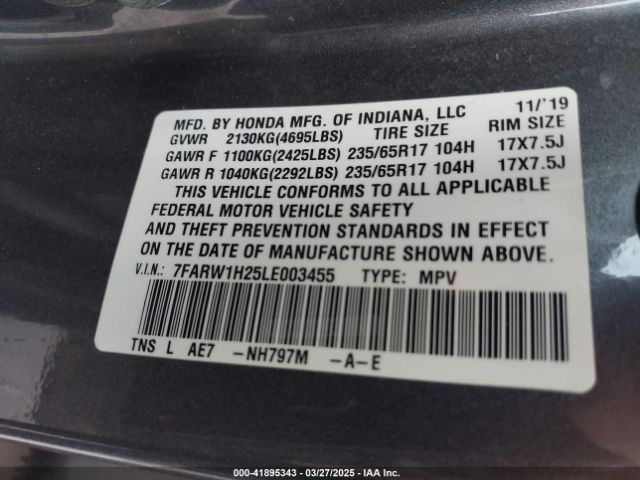 MFD. BY HONDA MFG. OF INDIANA, LLC 11/'19
GVWR 2130KG(4695LBS) TIRE SIZE RIM SIZE
GAWR F 1100KG(2425LBS) 235/65R17 104H 17X7.5J
GAWR R 1040KG(2292LBS) 235/65R17 104H 17X7.5J
THIS VEHICLE CONFORMS TO ALL APPLICABLE
FEDERAL MOTOR VEHICLE SAFETY
AND THEFT PREVENTION STANDARDS IN EFFECT
ON THE DATE OF MANUFACTURE SHOWN ABOVE.
V.I.N.: 7FARW1H25LE003455 TYPE: MPV
TNS L AE7 -NH797M -A-E
000-41895343 | 03/27/2025 | IAAI.COM